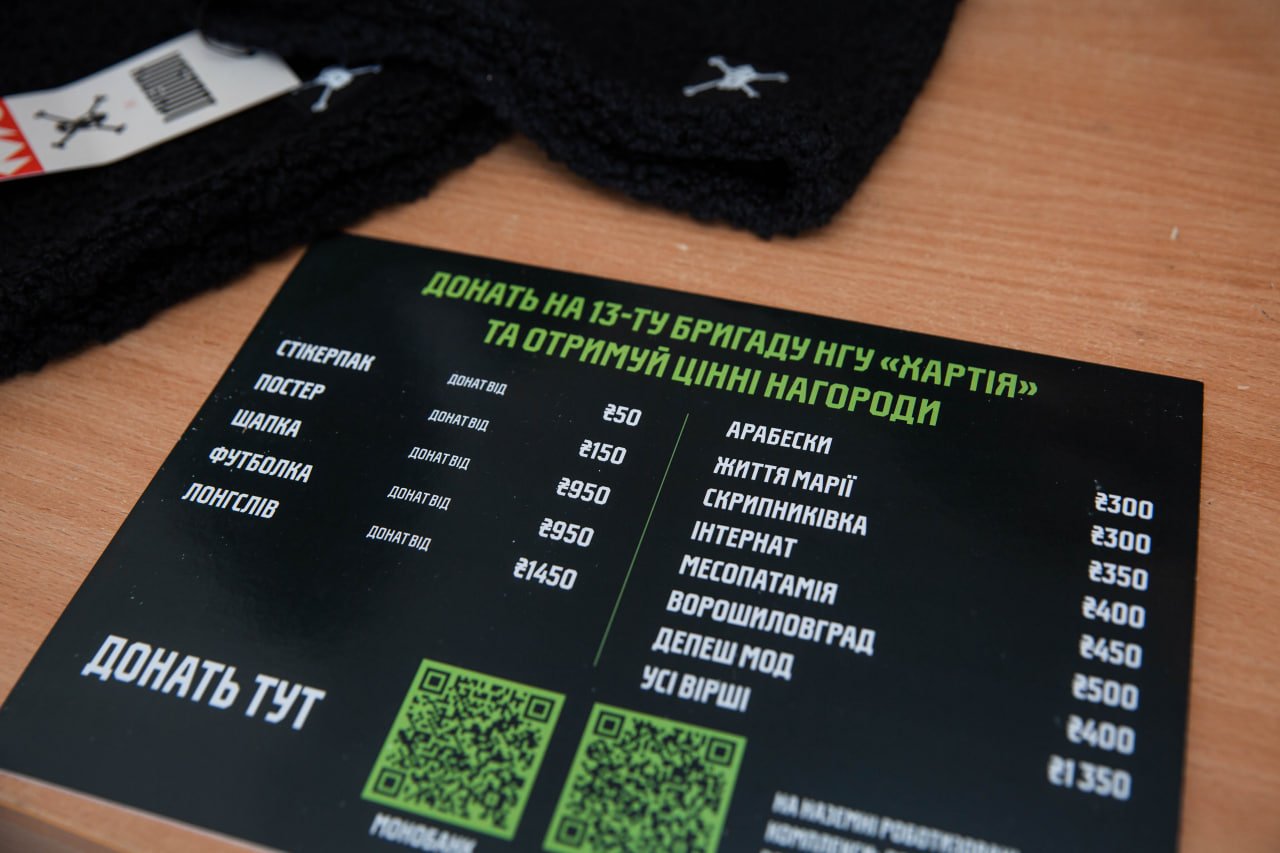 ДОНАТЬ НА 13-ТУ БРИГАДУ НГУ «ХАРТІЯ»
ТА ОТРИМУЙ ЦІННІ НАГОРОДИ
СТІКЕРПАК ДОНАТ ВІД ₴50
ПОСТЕР ДОНАТ ВІД ₴150
ЩАПКА ДОНАТ ВІД ₴950
ФУТБОЛКА ДОНАТ ВІД ₴950
ЛОНГСЛІВ ДОНАТ ВІД ₴1450
АРАБЕСКИ ₴300
ЖИТТЯ МАРІЇ ₴300
СКРИПНИКІВКА ₴350
ІНТЕРНАТ ₴400
МЕСОПАТАМІЯ ₴450
ВОРОШИЛОВГРАД ₴500
ДЕПЕШ МОД ₴400
УСІ ВІРШІ ₴1 350
ДОНАТЬ ТУТ
МОНОБАНК
НА НАЗЕМНІ РОБОТИЗОВАНІ